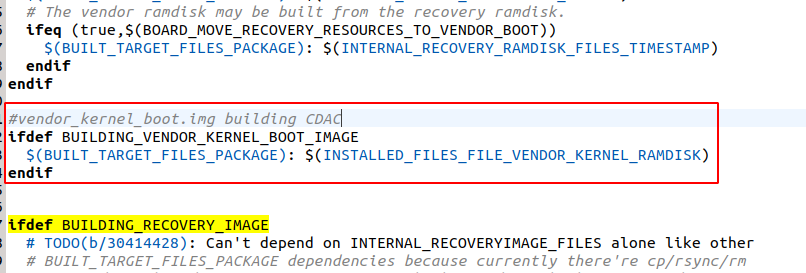 # The vendor ramdisk may be built from the recovery ramdisk.
ifeq (true,$(BOARD_MOVE_RECOVERY_RESOURCES_TO_VENDOR_BOOT))
$(BUILT_TARGET_FILES_PACKAGE): $(INTERNAL_RECOVERY_RAMDISK_FILES_TIMESTAMP)
endif
endif
#vendor_kernel_boot.img building CDAC
ifdef BUILDING_VENDOR_KERNEL_BOOT_IMAGE
$(BUILT_TARGET_FILES_PACKAGE): $(INSTALLED_FILES_FILE_VENDOR_KERNEL_RAMDISK)
endif
ifdef BUILDING_RECOVERY_IMAGE
# TODO(b/30414428): Can't depend on INTERNAL_RECOVERYIMAGE_FILES alone like other
# BUILT_TARGET_FILES_PACKAGE dependencies because currently there're cp/rsync/rm